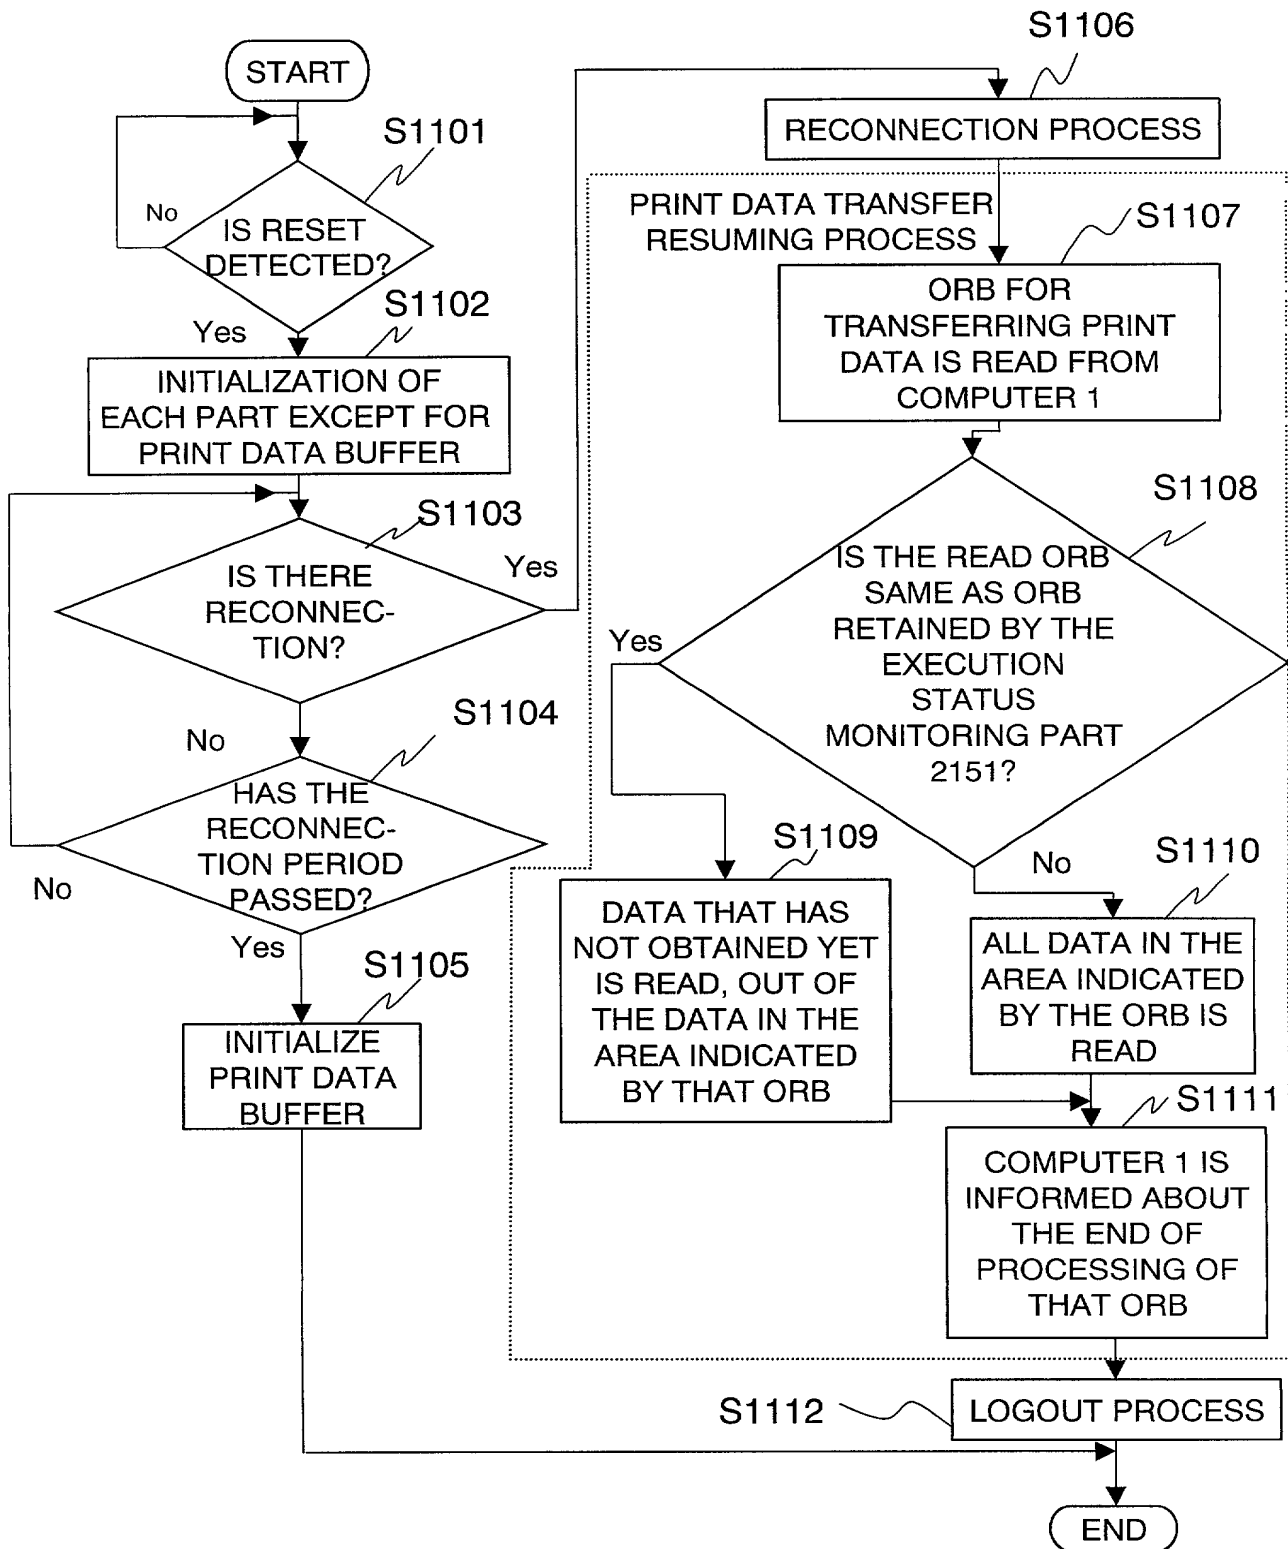 START
S1101
No
IS RESET
DETECTED?
Yes
S1102
INITIALIZATION OF
EACH PART EXCEPT FOR
PRINT DATA BUFFER
S1103
IS THERE
RECONNEC-
TION?
Yes
No
S1104
HAS THE
RECONNEC-
TION PERIOD
PASSED?
No
Yes
S1105
INITIALIZE
PRINT DATA
BUFFER
S1106
RECONNECTION PROCESS
PRINT DATA TRANSFER
RESUMING PROCESS
S1107
ORB FOR
TRANSFERRING PRINT
DATA IS READ FROM
COMPUTER 1
S1108
IS THE READ ORB
SAME AS ORB
RETAINED BY THE
EXECUTION
STATUS
MONITORING PART
2151?
Yes
No
S1109
DATA THAT HAS
NOT OBTAINED YET
IS READ, OUT OF
THE DATA IN THE
AREA INDICATED
BY THAT ORB
S1110
ALL DATA IN THE
AREA INDICATED
BY THE ORB IS
READ
S1111
COMPUTER 1 IS
INFORMED ABOUT
THE END OF
PROCESSING OF
THAT ORB
S1112
LOGOUT PROCESS
END